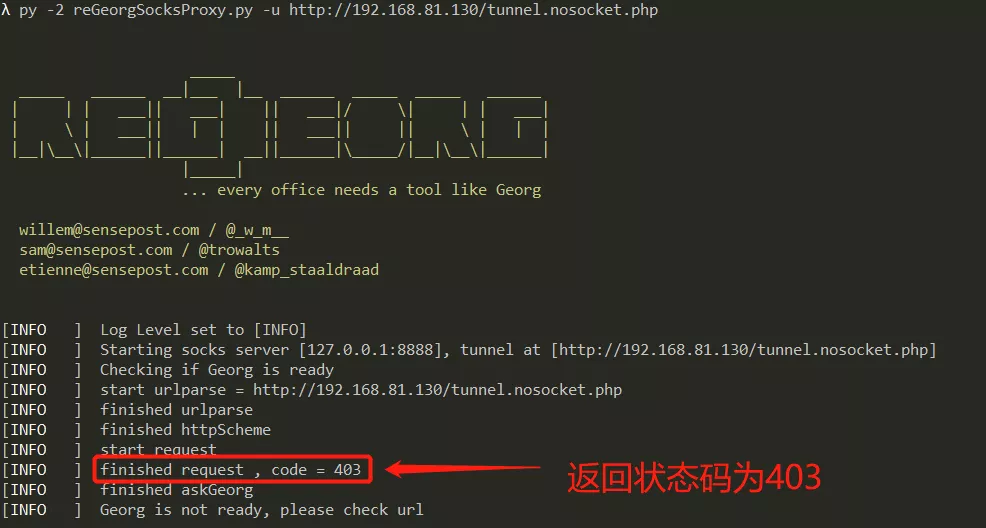 λ py -2 reGeorgSocksProxy.py -u http://192.168.81.130/tunnel.nosocket.php
... every office needs a tool like Georg
willem@sensepost.com / @_w_m__
sam@sensepost.com / @trowalts
etienne@sensepost.com / @kamp_staaldraad
[INFO   ]  Log Level set to [INFO]
[INFO   ]  Starting socks server [127.0.0.1:8888], tunnel at [http://192.168.81.130/tunnel.nosocket.php]
[INFO   ]  Checking if Georg is ready
[INFO   ]  start urlparse = http://192.168.81.130/tunnel.nosocket.php
[INFO   ]  finished urlparse
[INFO   ]  finished httpScheme
[INFO   ]  start request
[INFO   ]  finished request , code = 403
返回状态码为403
[INFO   ]  finished askGeorg
[INFO   ]  Georg is not ready, please check url